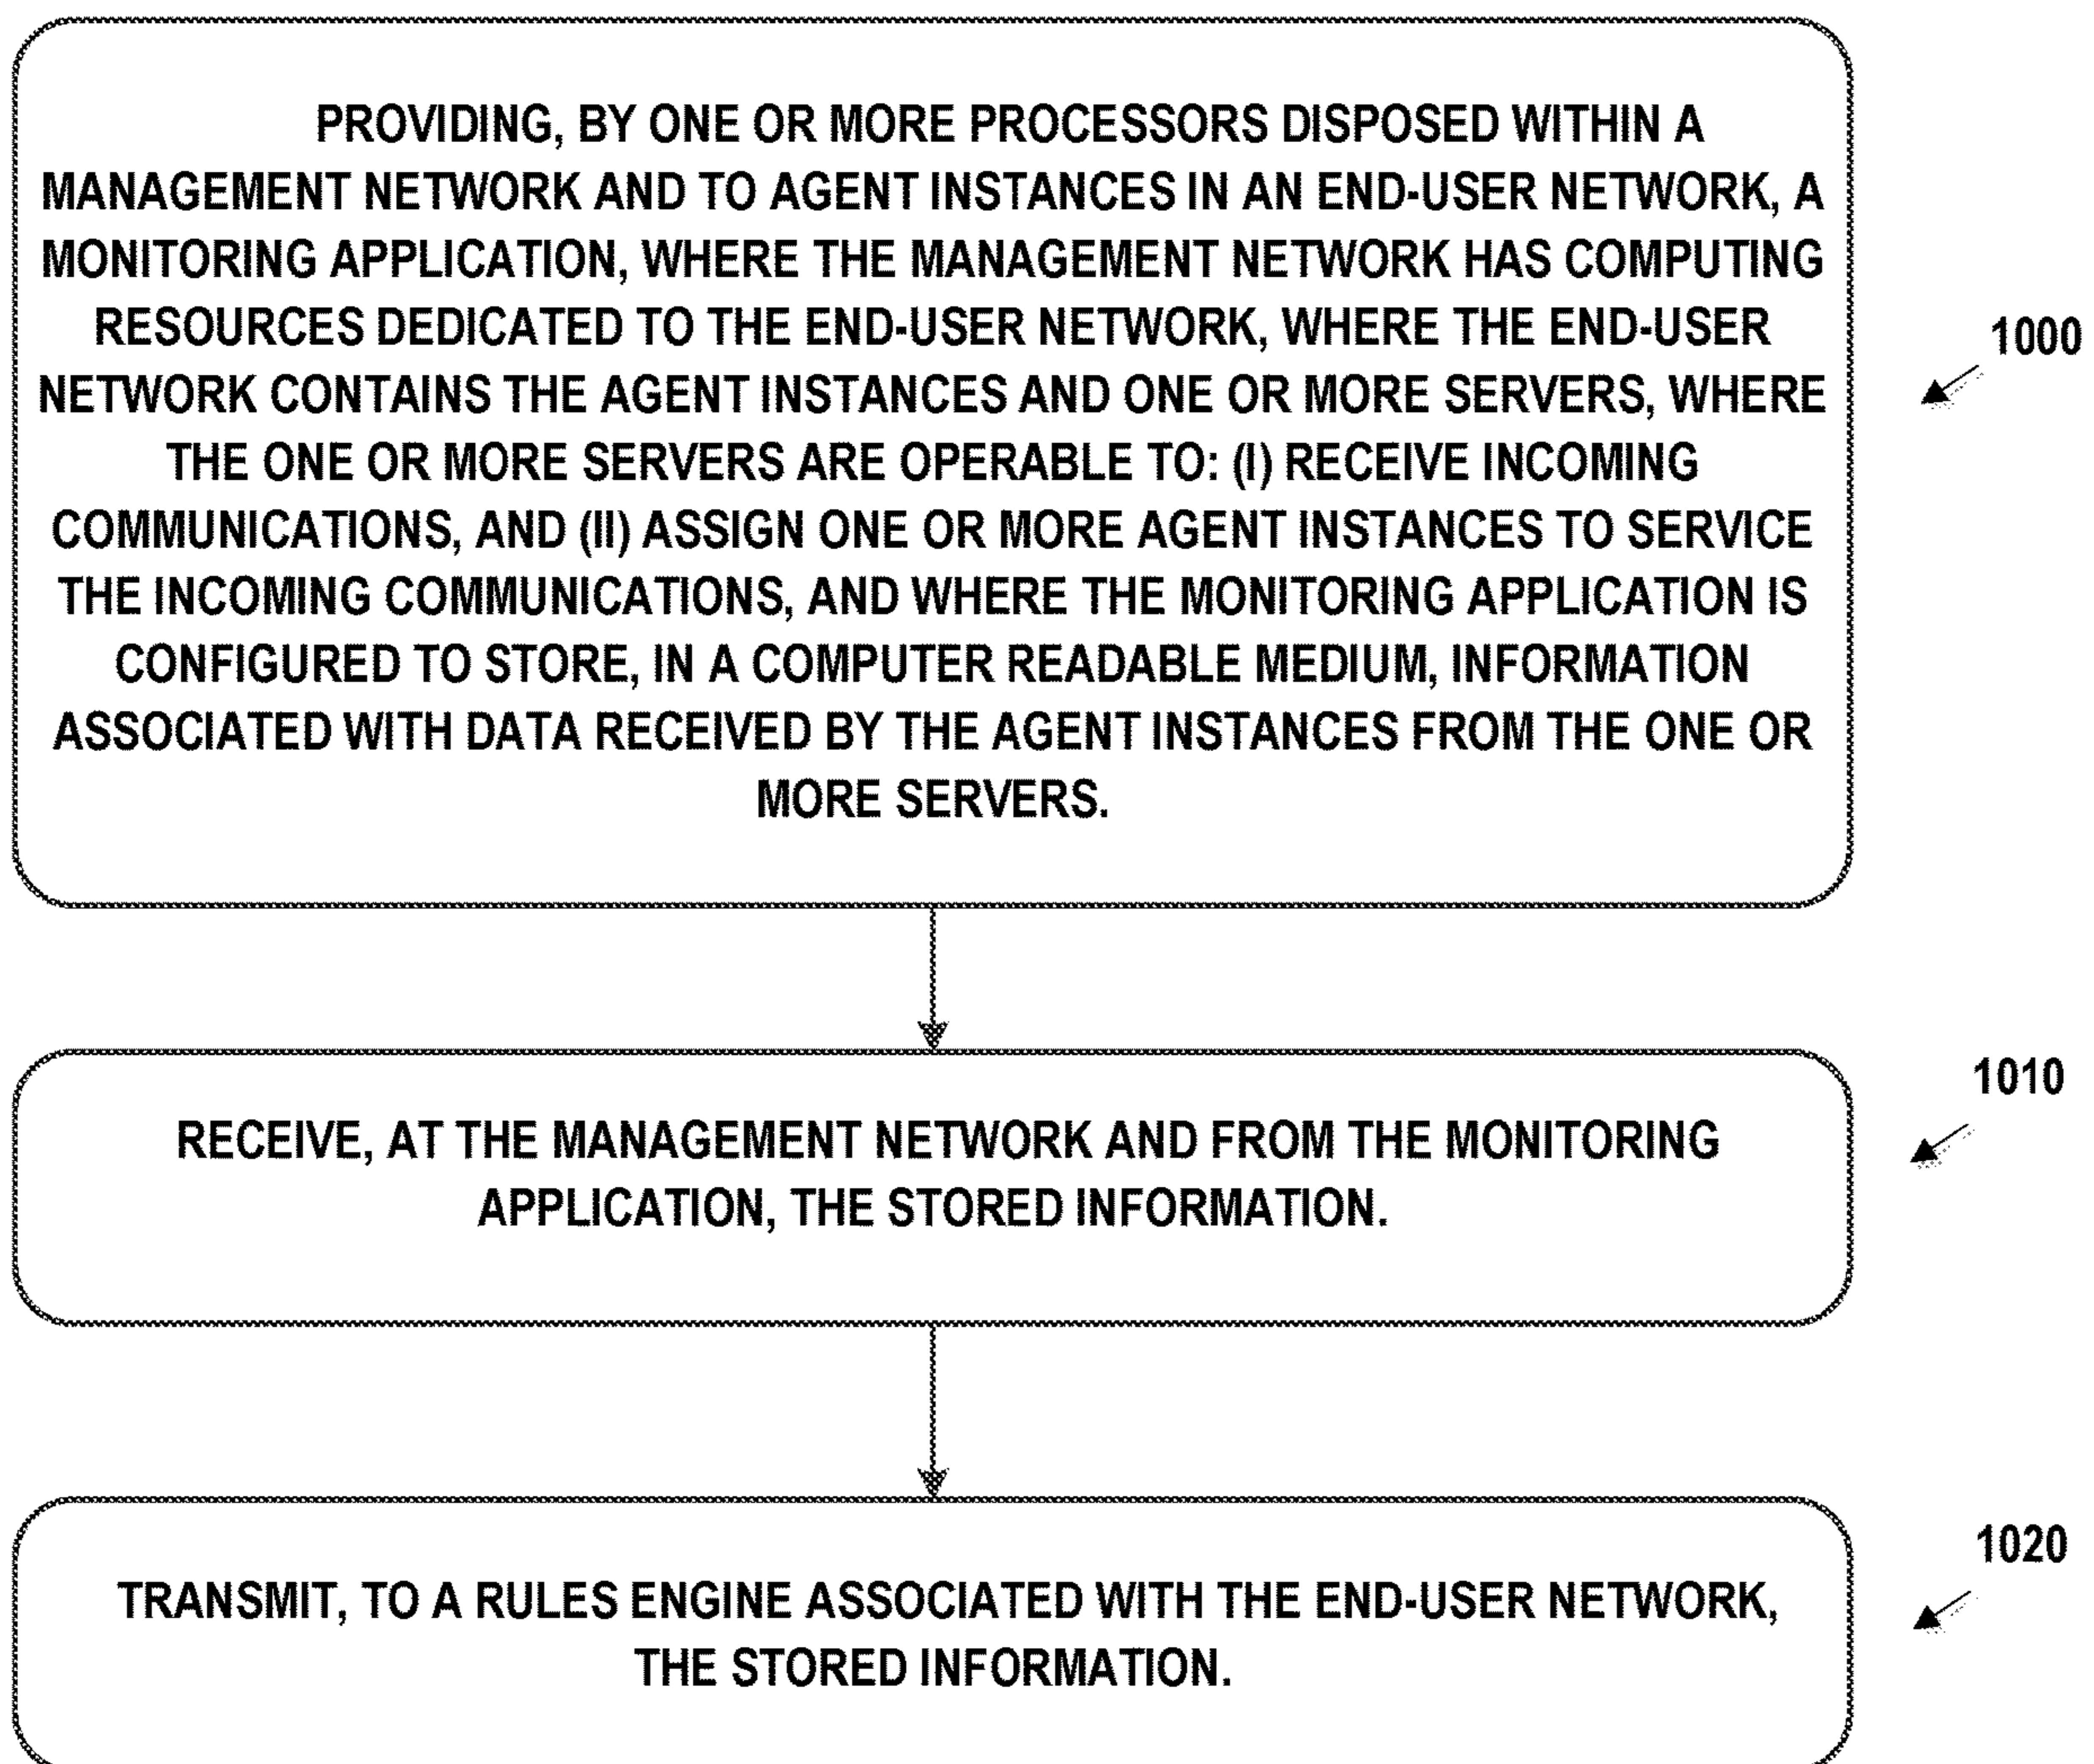 PROVIDING, BY ONE OR MORE PROCESSORS DISPOSED WITHIN A
MANAGEMENT NETWORK AND TO AGENT INSTANCES IN AN END-USER NETWORK, A
MONITORING APPLICATION, WHERE THE MANAGEMENT NETWORK HAS COMPUTING
RESOURCES DEDICATED TO THE END-USER NETWORK, WHERE THE END-USER
NETWORK CONTAINS THE AGENT INSTANCES AND ONE OR MORE SERVERS, WHERE
THE ONE OR MORE SERVERS ARE OPERABLE TO: (I) RECEIVE INCOMING
COMMUNICATIONS, AND (II) ASSIGN ONE OR MORE AGENT INSTANCES TO SERVICE
THE INCOMING COMMUNICATIONS, AND WHERE THE MONITORING APPLICATION IS
CONFIGURED TO STORE, IN A COMPUTER READABLE MEDIUM, INFORMATION
ASSOCIATED WITH DATA RECEIVED BY THE AGENT INSTANCES FROM THE ONE OR
MORE SERVERS.
1000
RECEIVE, AT THE MANAGEMENT NETWORK AND FROM THE MONITORING
APPLICATION, THE STORED INFORMATION.
1010
TRANSMIT, TO A RULES ENGINE ASSOCIATED WITH THE END-USER NETWORK,
THE STORED INFORMATION.
1020